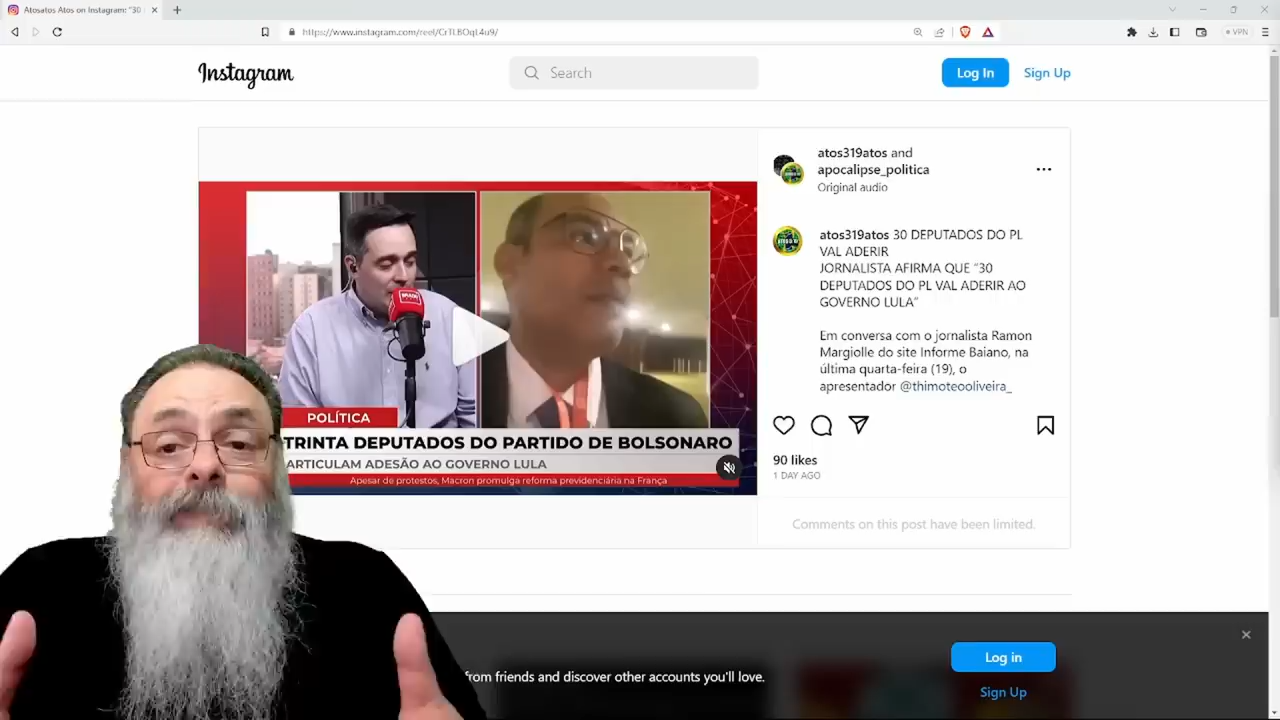 Atosatos Atos on Instagram: "30
https://www.instagram.com/reel/CrTLBOqL4u9/
VPN
Instagram
Search
Log In
Sign Up
atos319atos and
apocalipse_politica
Original audio
atos319atos 30 DEPUTADOS DO PL
VAL ADERIR
JORNALISTA AFIRMA QUE "30
DEPUTADOS DO PL VAL ADERIR AO
GOVERNO LULA"
Em conversa com o jornalista Ramon
Margiolle do site Informe Baiano, na
última quarta-feira (19), o
apresentador @thimoteooliveira_
POLÍTICA
TRINTA DEPUTADOS DO PARTIDO DE BOLSONARO
ARTICULAM ADESÃO AO GOVERNO LULA
Apesar de protestos, Macron promulga reforma previdenciária na França
90 likes
1 DAY AGO
Comments on this post have been limited.
Log in
from friends and discover other accounts you'll love.
Sign Up